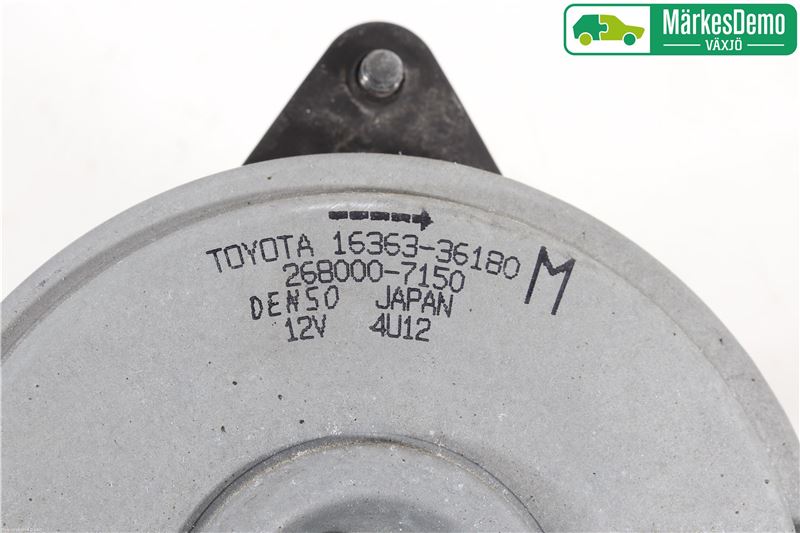 MärkesDemo
VÄXJÖ
TOYOTA 16363-36180
268000-7150 M
DENSO JAPAN
12V 4U12